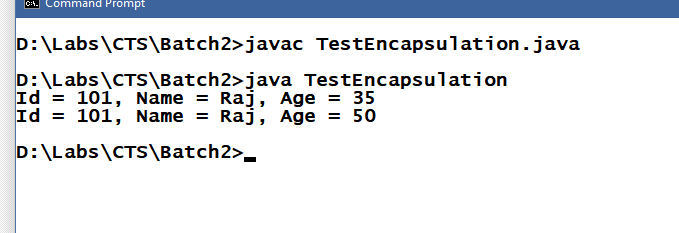 Command Prompt
D:\Labs\CTS\Batch2>javac TestEncapsulation.java
D:\Labs\CTS\Batch2>java TestEncapsulation
Id = 101, Name = Raj, Age = 35
Id = 101, Name = Raj, Age = 50
D:\Labs\CTS\Batch2>